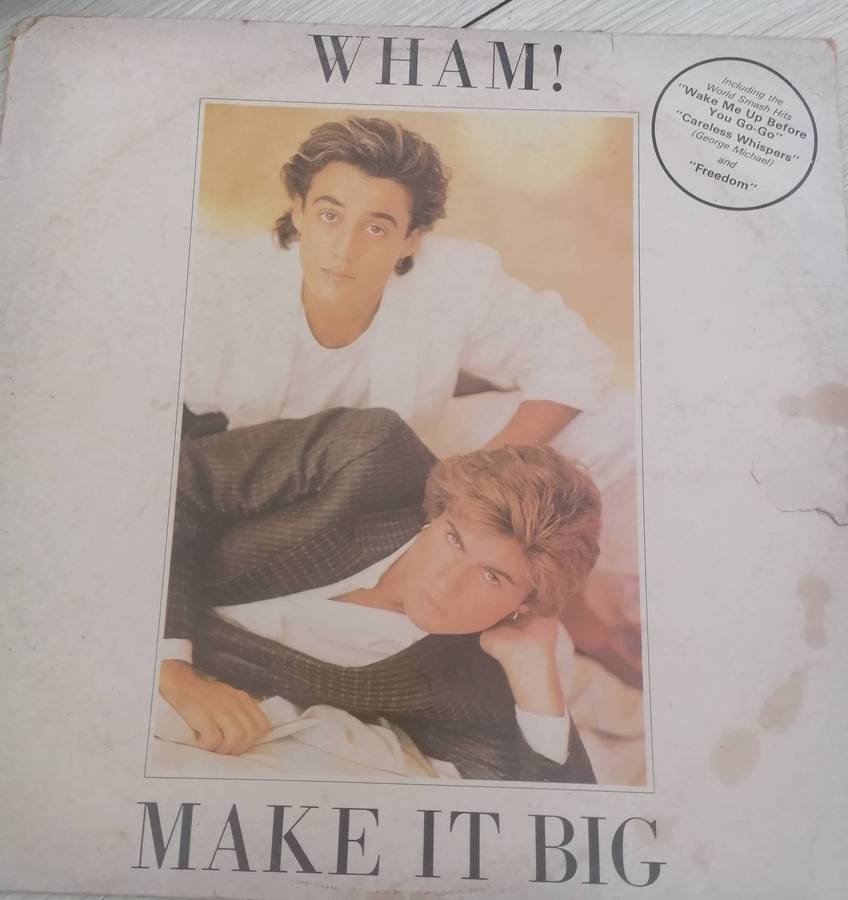 WHAM!
Including the
World Smash Hits
"Wake Me Up Before
You Go-Go"
"Careless Whispers"
(George Michael)
and
"Freedom"
MAKE IT BIG